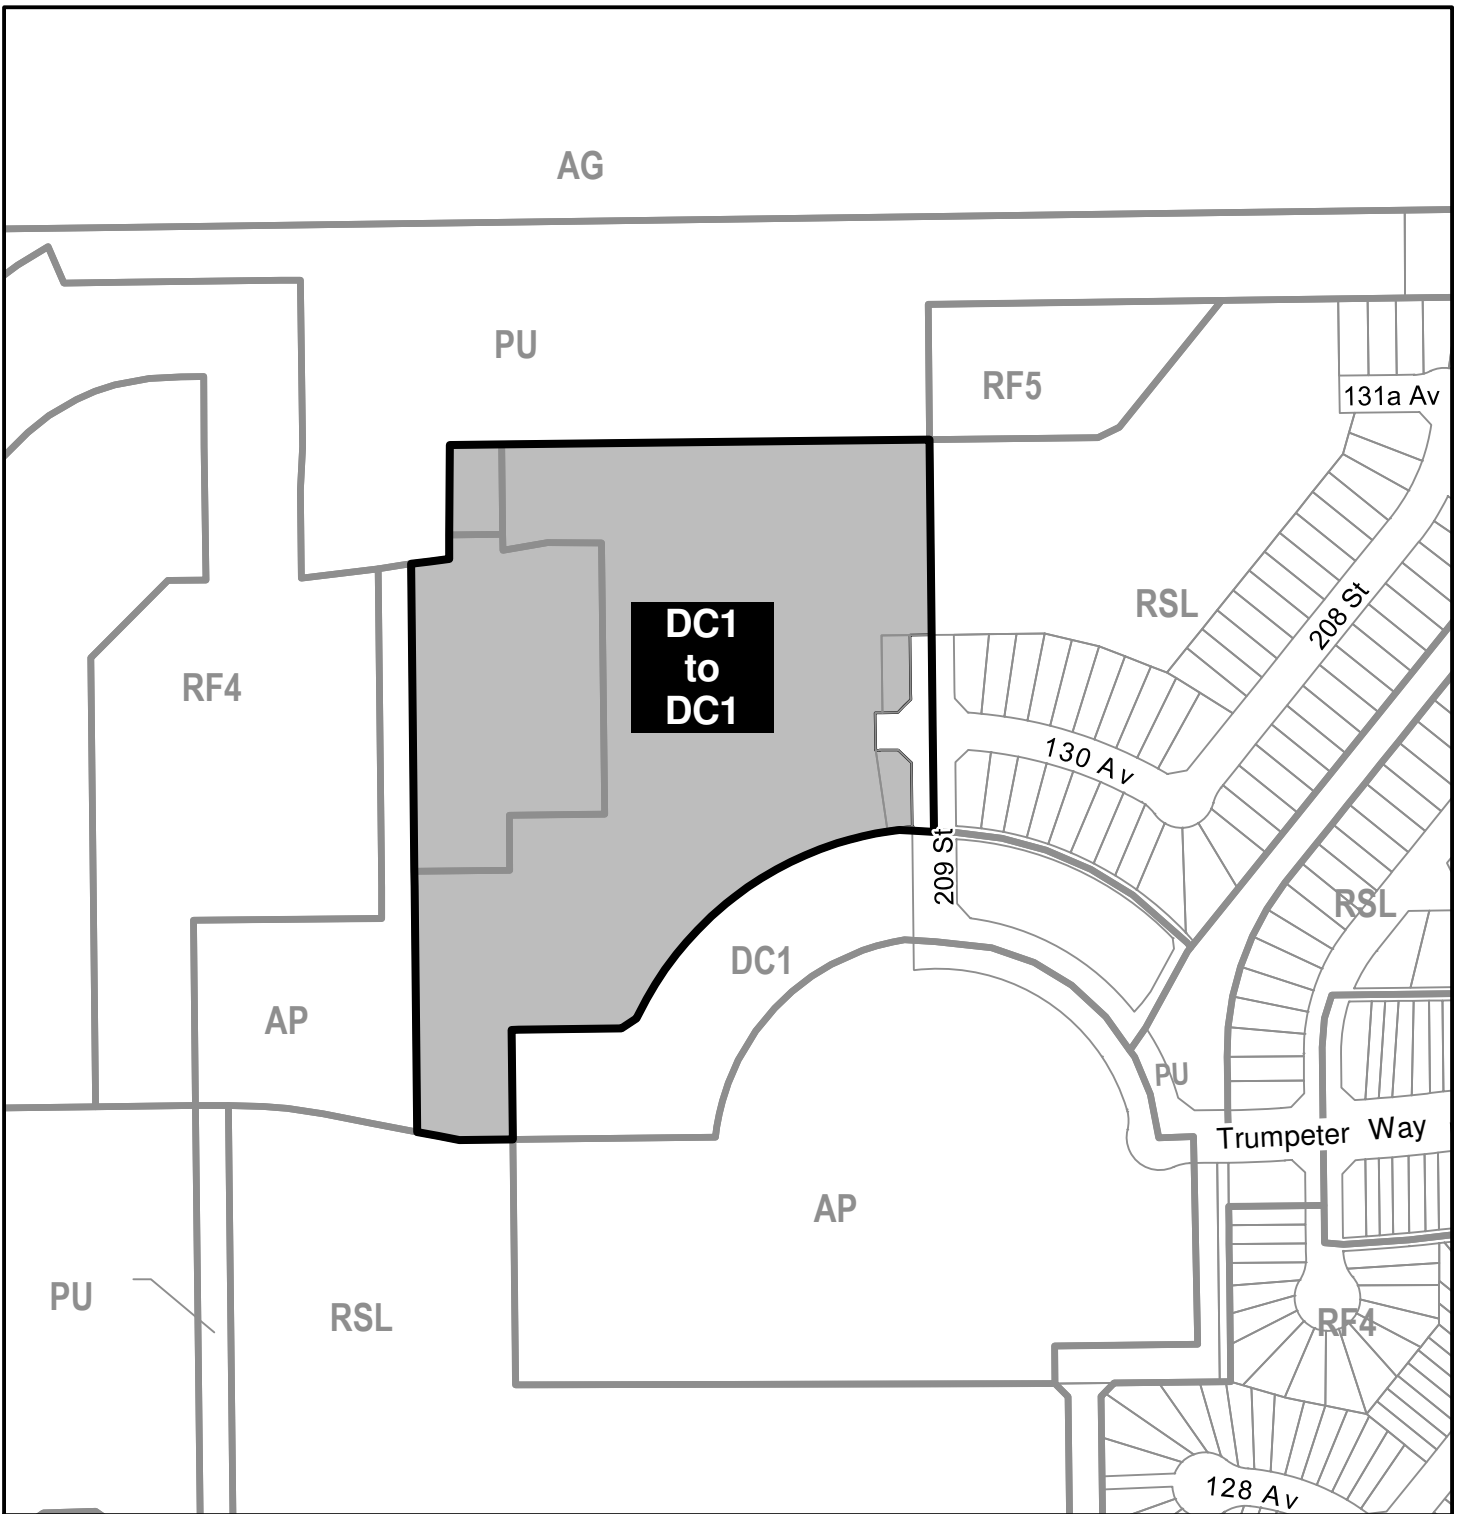 AG
PU
RF5
131a Av
RSL
208 St
DC1
to
DC1
RF4
130 Av
209 St
RSL
DC1
AP
PU
Trumpeter Way
AP
PU
RSL
RF4
128 Av